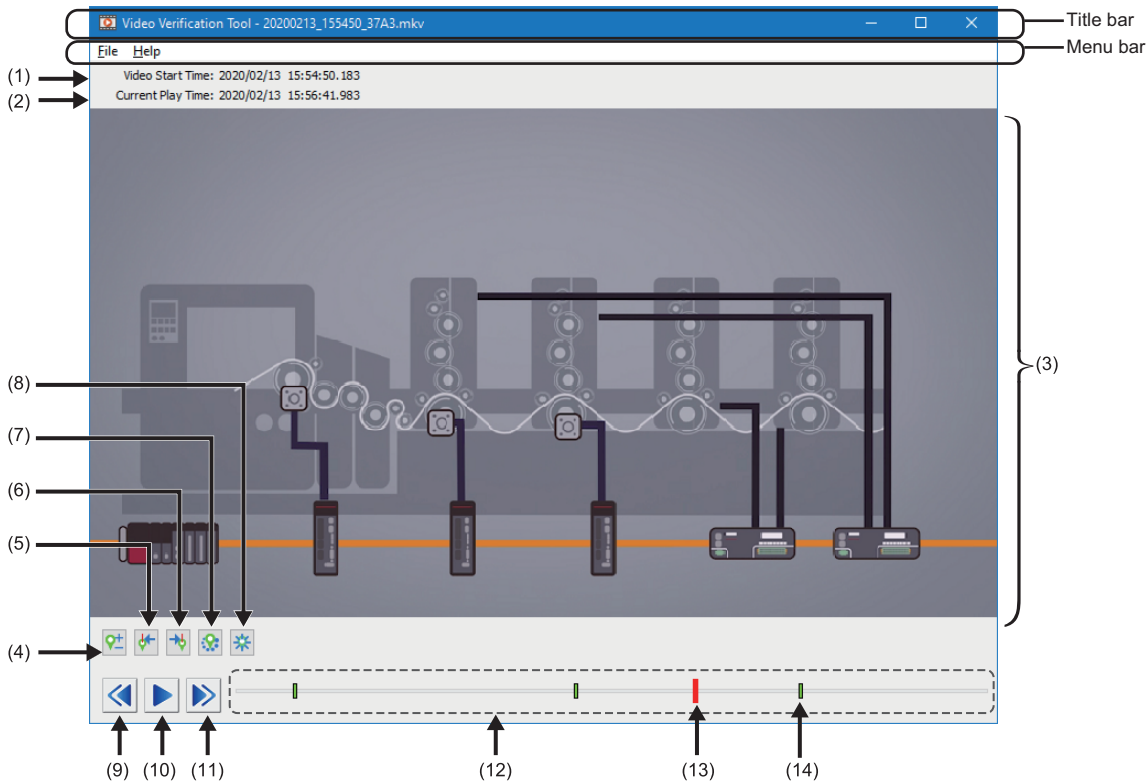 Video Verification Tool - 20200213_155450_37A3.mkv
Title bar
File Help
Menu bar
(1)
Video Start Time: 2020/02/13 15:54:50.183
(2)
Current Play Time: 2020/02/13 15:56:41.983
(3)
(8)
(7)
(6)
(5)
(4)
(9)
(10)
(11)
(12)
(13)
(14)